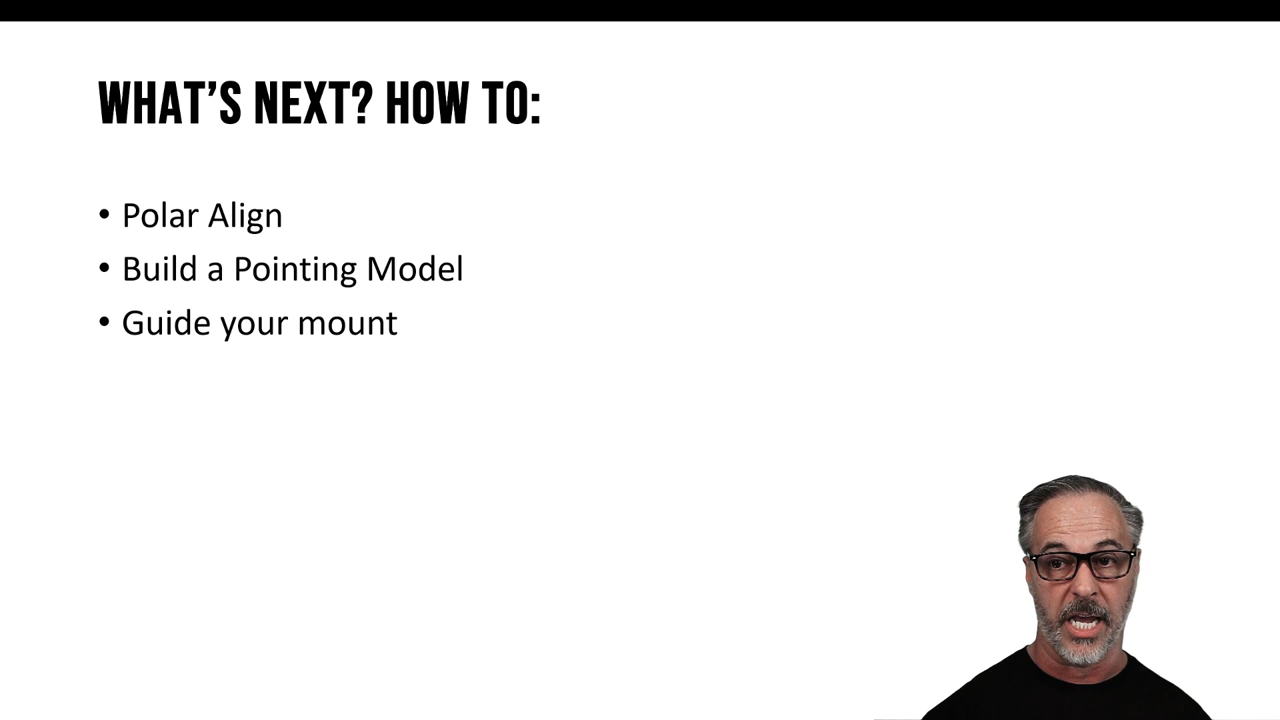 WHAT'S NEXT? HOW TO:
• Polar Align
• Build a Pointing Model
• Guide your mount